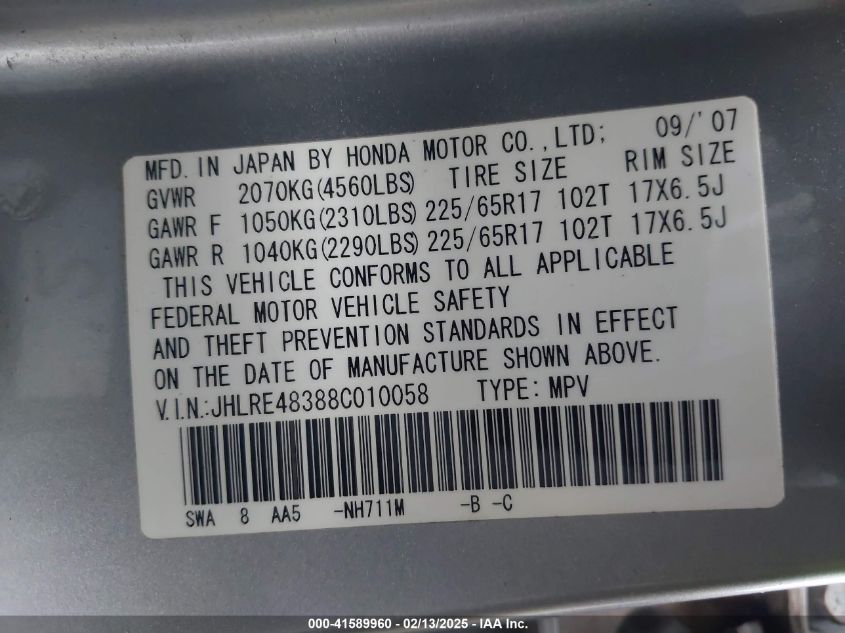 MFD. IN JAPAN BY HONDA MOTOR CO.,LTD; 09/'07
GVWR 2070KG(4560LBS) TIRE SIZE RIM SIZE
GAWR F 1050KG(2310LBS) 225/65R17 102T 17X6.5J
GAWR R 1040KG(2290LBS) 225/65R17 102T 17X6.5J
THIS VEHICLE CONFORMS TO ALL APPLICABLE
FEDERAL MOTOR VEHICLE SAFETY
AND THEFT PREVENTION STANDARDS IN EFFECT
ON THE DATE OF MANUFACTURE SHOWN ABOVE.
V.I.N.:JHLRE48388C010058 TYPE: MPV
SWA 8 AA5 -NH711M -B -C
000-41589960 - 02/13/2025 - IAA Inc.